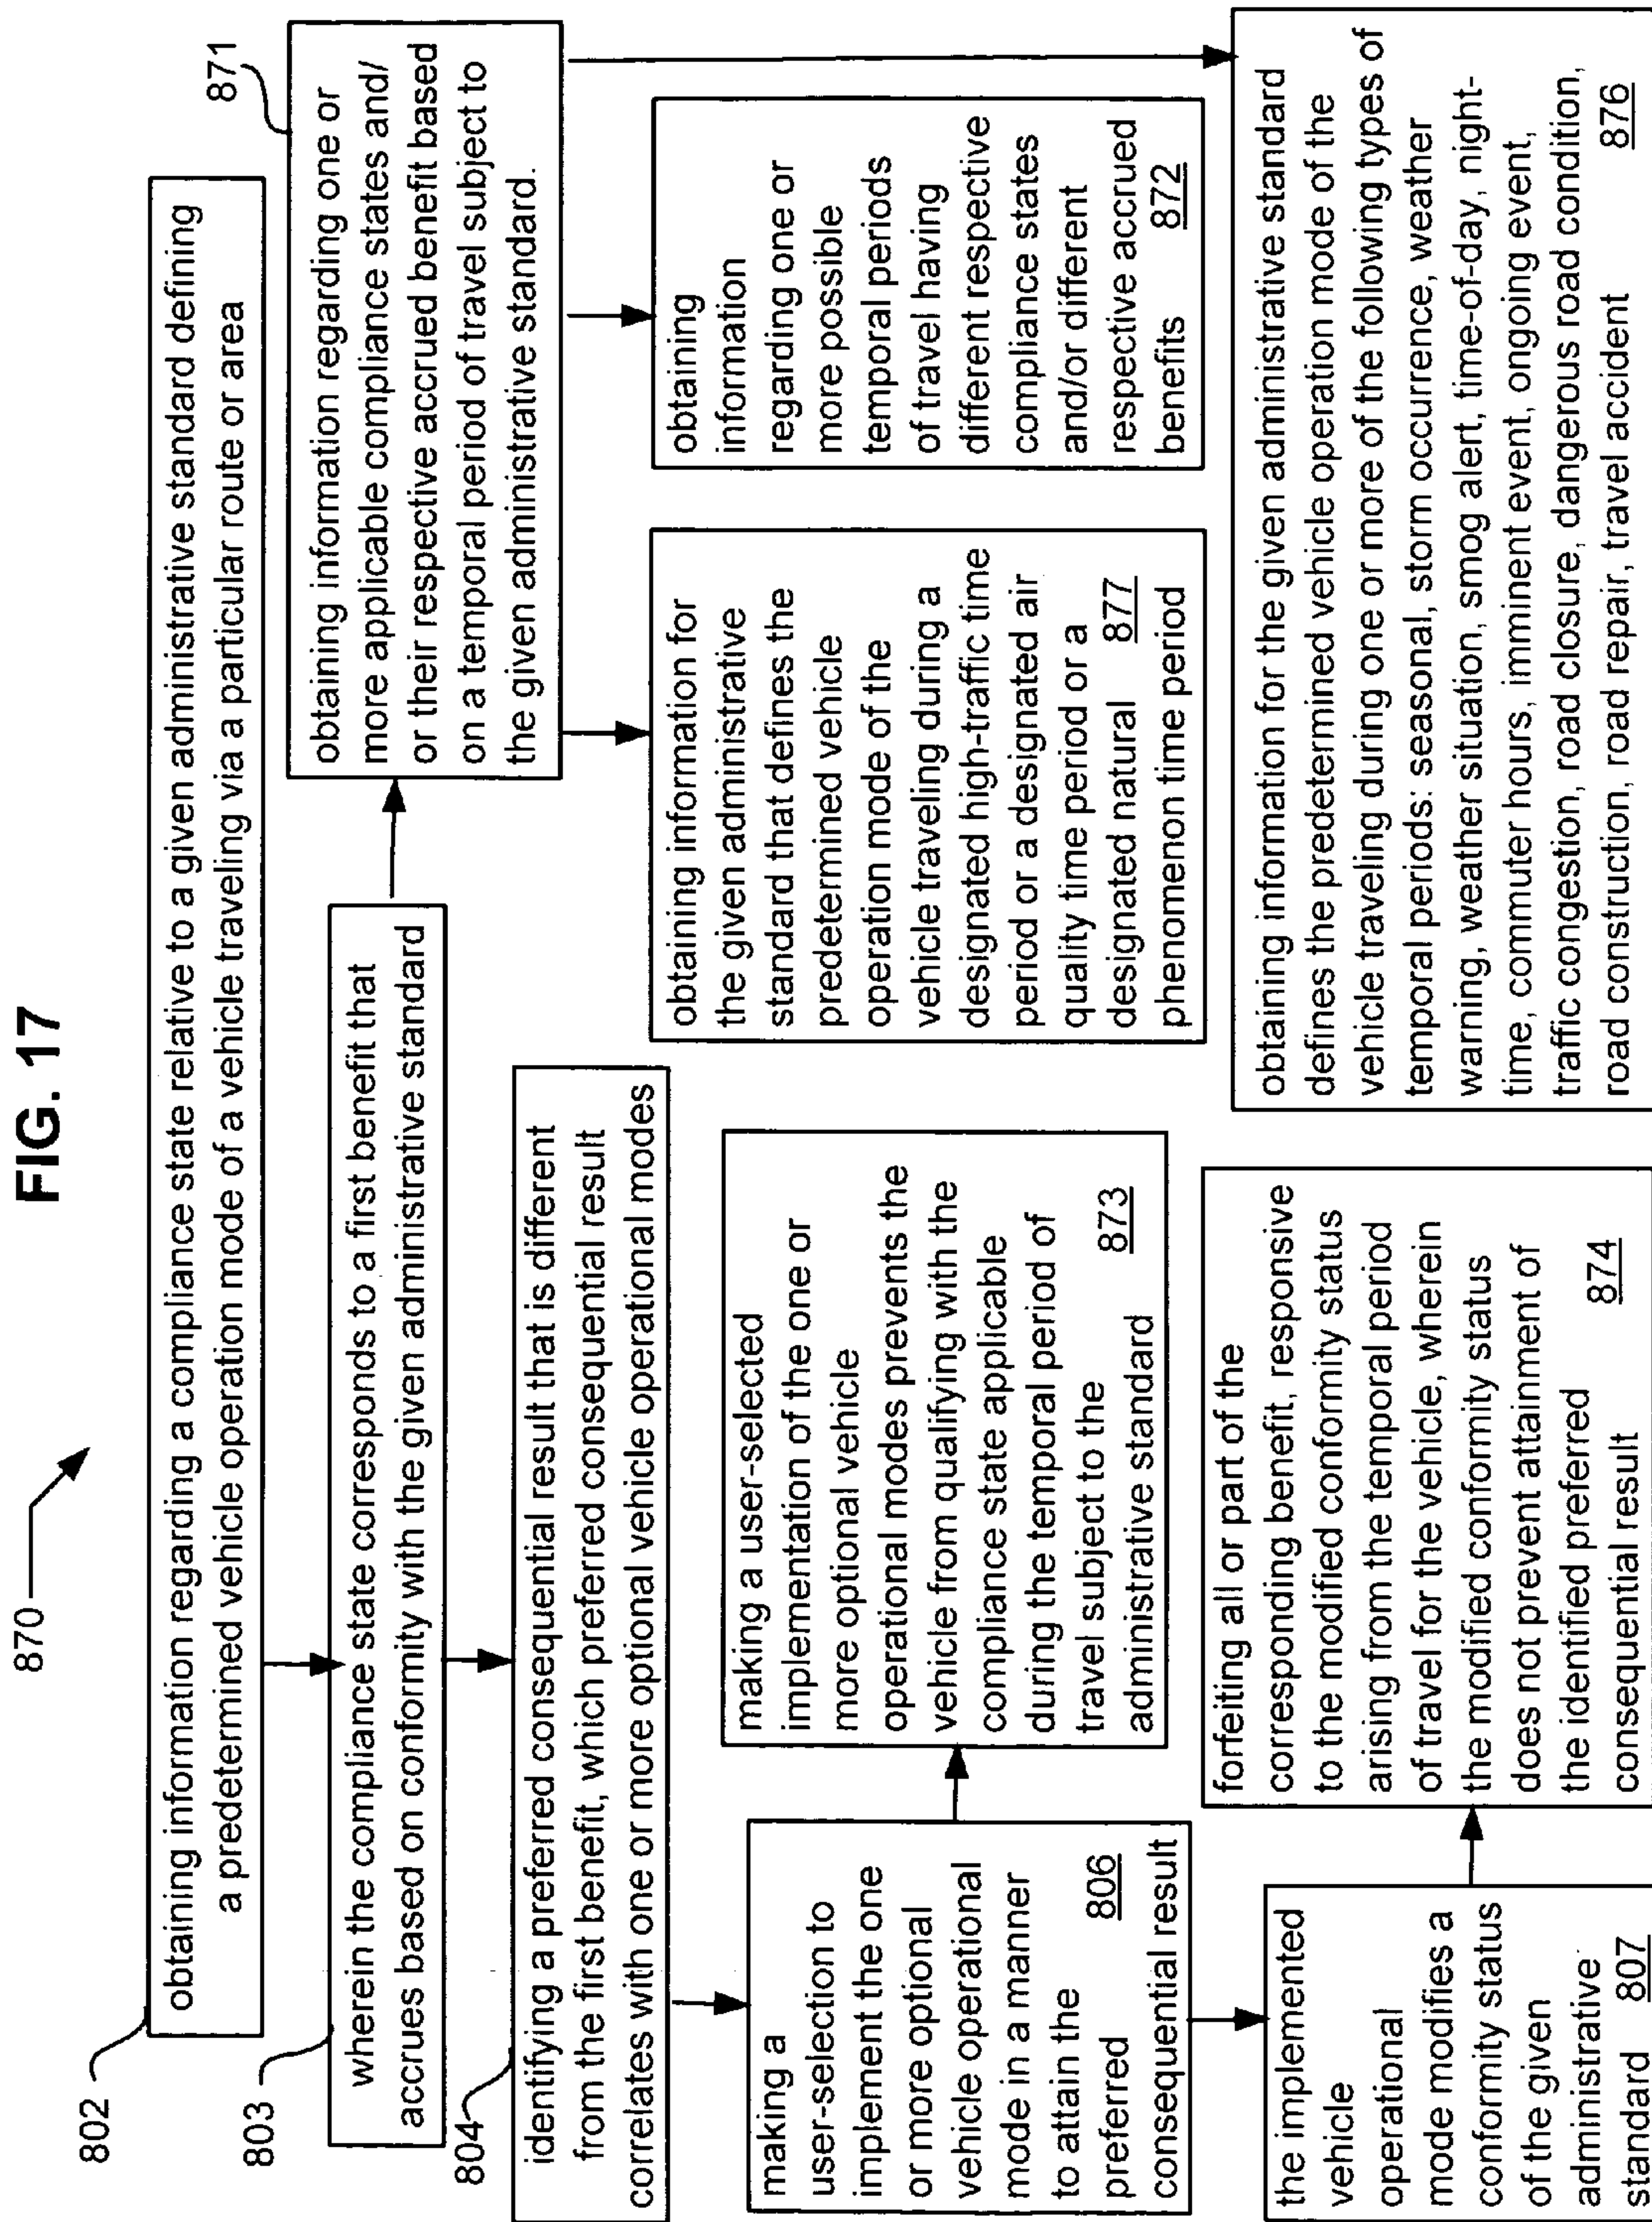 FIG. 17
870
802
obtaining information regarding a compliance state relative to a given administrative standard defining
a predetermined vehicle operation mode of a vehicle traveling via a particular route or area
803
wherein the compliance state corresponds to a first benefit that
accrues based on conformity with the given administrative standard
871
obtaining information regarding one or
more applicable compliance states and/
or their respective accrued benefit based
on a temporal period of travel subject to
the given administrative standard.
804
identifying a preferred consequential result that is different
from the first benefit, which preferred consequential result
correlates with one or more optional vehicle operational modes
making a
user-selection to
implement the one
or more optional
vehicle operational
mode in a manner
to attain the
preferred 806
consequential result
making a user-selected
implementation of the one or
more optional vehicle
operational modes prevents the
vehicle from qualifying with the
compliance state applicable
during the temporal period of
travel subject to the
administrative standard 873
obtaining information for
the given administrative
standard that defines the
predetermined vehicle
operation mode of the
vehicle traveling during a
designated high-traffic time
period or a designated air
quality time period or a
designated natural 877
phenomenon time period
obtaining
information
regarding one or
more possible
temporal periods
of travel having
different respective
compliance states
and/or different
respective accrued
benefits 872
the implemented
vehicle
operational
mode modifies a
conformity status
of the given
administrative
standard 807
forfeiting all or part of the
corresponding benefit, responsive
to the modified conformity status
arising from the temporal period
of travel for the vehicle, wherein
the modified conformity status
does not prevent attainment of
the identified preferred
consequential result 874
obtaining information for the given administrative standard
defines the predetermined vehicle operation mode of the
vehicle traveling during one or more of the following types of
temporal periods: seasonal, storm occurrence, weather
warning, weather situation, smog alert, time-of-day, night-
time, commuter hours, imminent event, ongoing event,
traffic congestion, road closure, dangerous road condition,
road construction, road repair, travel accident 876